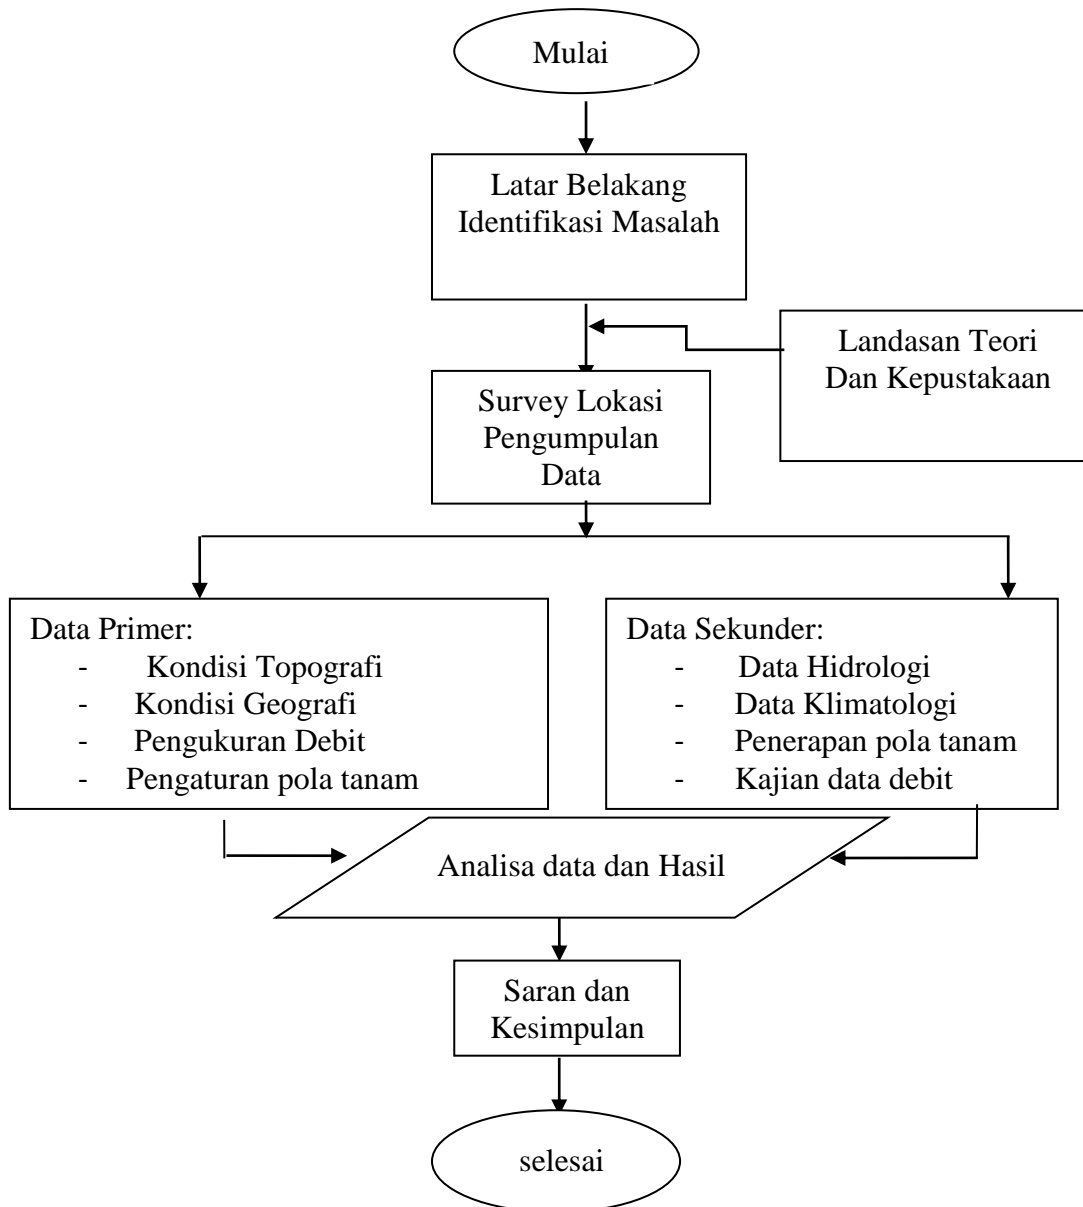 Mulai
Latar Belakang
Identifikasi Masalah
Landasan Teori
Dan Kepustakaan
Survey Lokasi
Pengumpulan
Data
Data Primer:
- Kondisi Topografi
- Kondisi Geografi
- Pengukuran Debit
- Pengaturan pola tanam
Data Sekunder:
- Data Hidrologi
- Data Klimatologi
- Penerapan pola tanam
- Kajian data debit
Analisa data dan Hasil
Saran dan
Kesimpulan
selesai